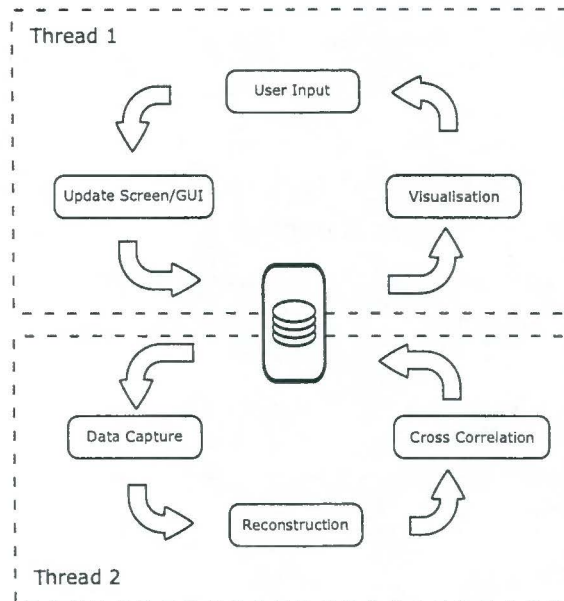 Thread 1
User Input
Update Screen/GUI
Visualisation
Data Capture
Cross Correlation
Reconstruction
Thread 2